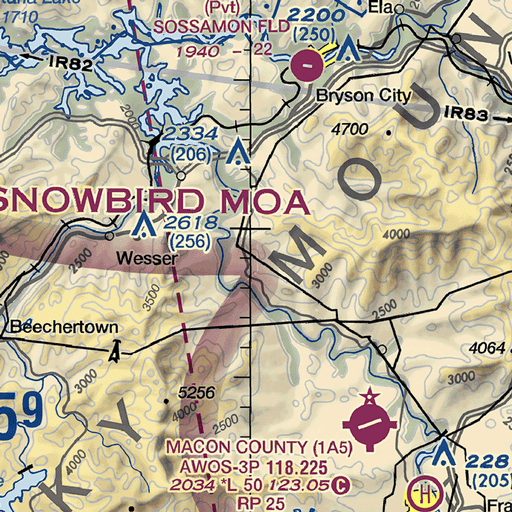 1710
(Pvt)
SOSSAMON FLD
1940 - 22
2200
(250)
Ela
IR82
Bryson City
IR83
2000
2334
(206)
4700
2500
SNOWBIRD MOA
2618
(256)
4000
Wesser
2500
3000
3500
2500
Beechertown
4064
3000
5256
4000
2500
3000
59
MACON COUNTY (1A5)
AWOS-3P 118.225
2034 *L 50 123.05 C
RP 25
228
(205)
H
Fra
M O U N
K Y